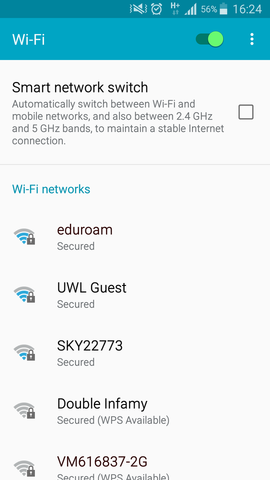 H+ 56% 16:24
Wi-Fi
Smart network switch
Automatically switch between Wi-Fi and
mobile networks, and also between 2.4 GHz
and 5 GHz bands, to maintain a stable Internet
connection.
Wi-Fi networks
eduroam
Secured
UWL Guest
Secured
SKY22773
Secured
Double Infamy
Secured (WPS Available)
VM616837-2G
Secured (WPS Available)